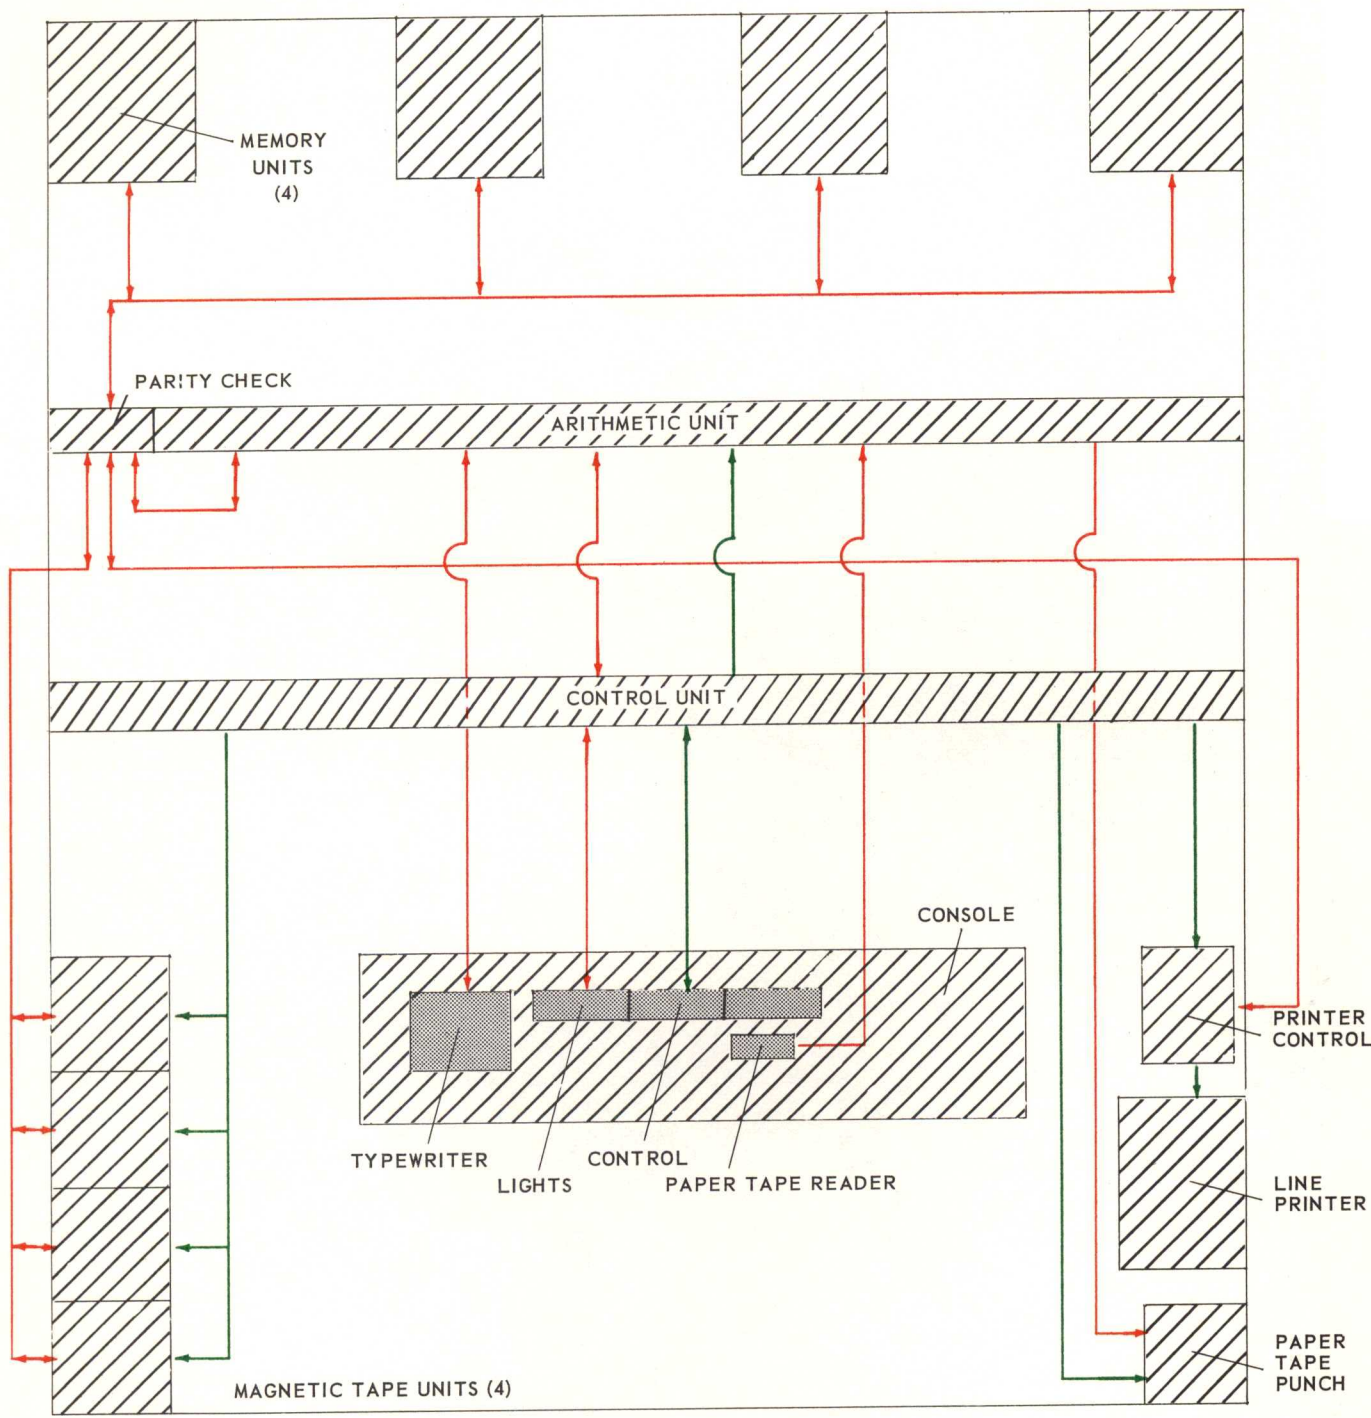 MEMORY
UNITS
(4)
PARITY CHECK
ARITHMETIC UNIT
CONTROL UNIT
CONSOLE
PRINTER
CONTROL
TYPEWRITER
LIGHTS
CONTROL
PAPER TAPE READER
LINE
PRINTER
PAPER
TAPE
PUNCH
MAGNETIC TAPE UNITS (4)